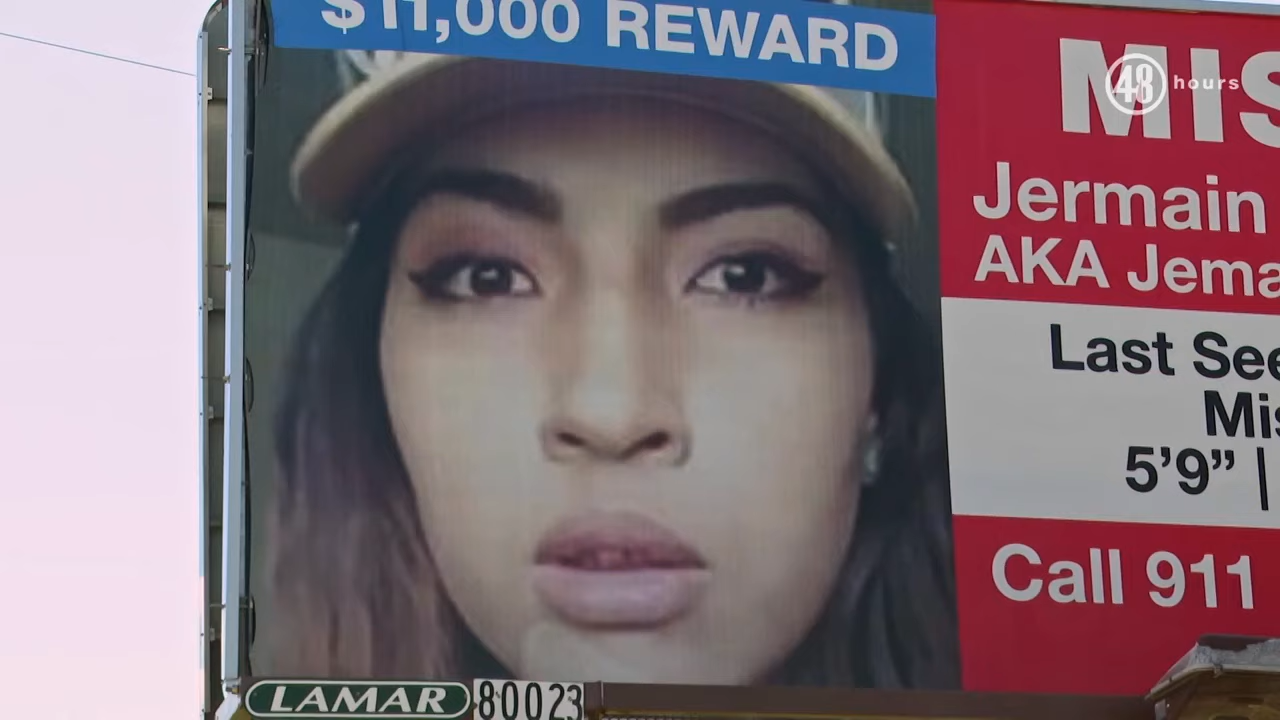 $11,000 REWARD
48 hours
MIS
Jermain
AKA Jema
Last See
Mis
5'9” |
Call 911
LAMAR
80023